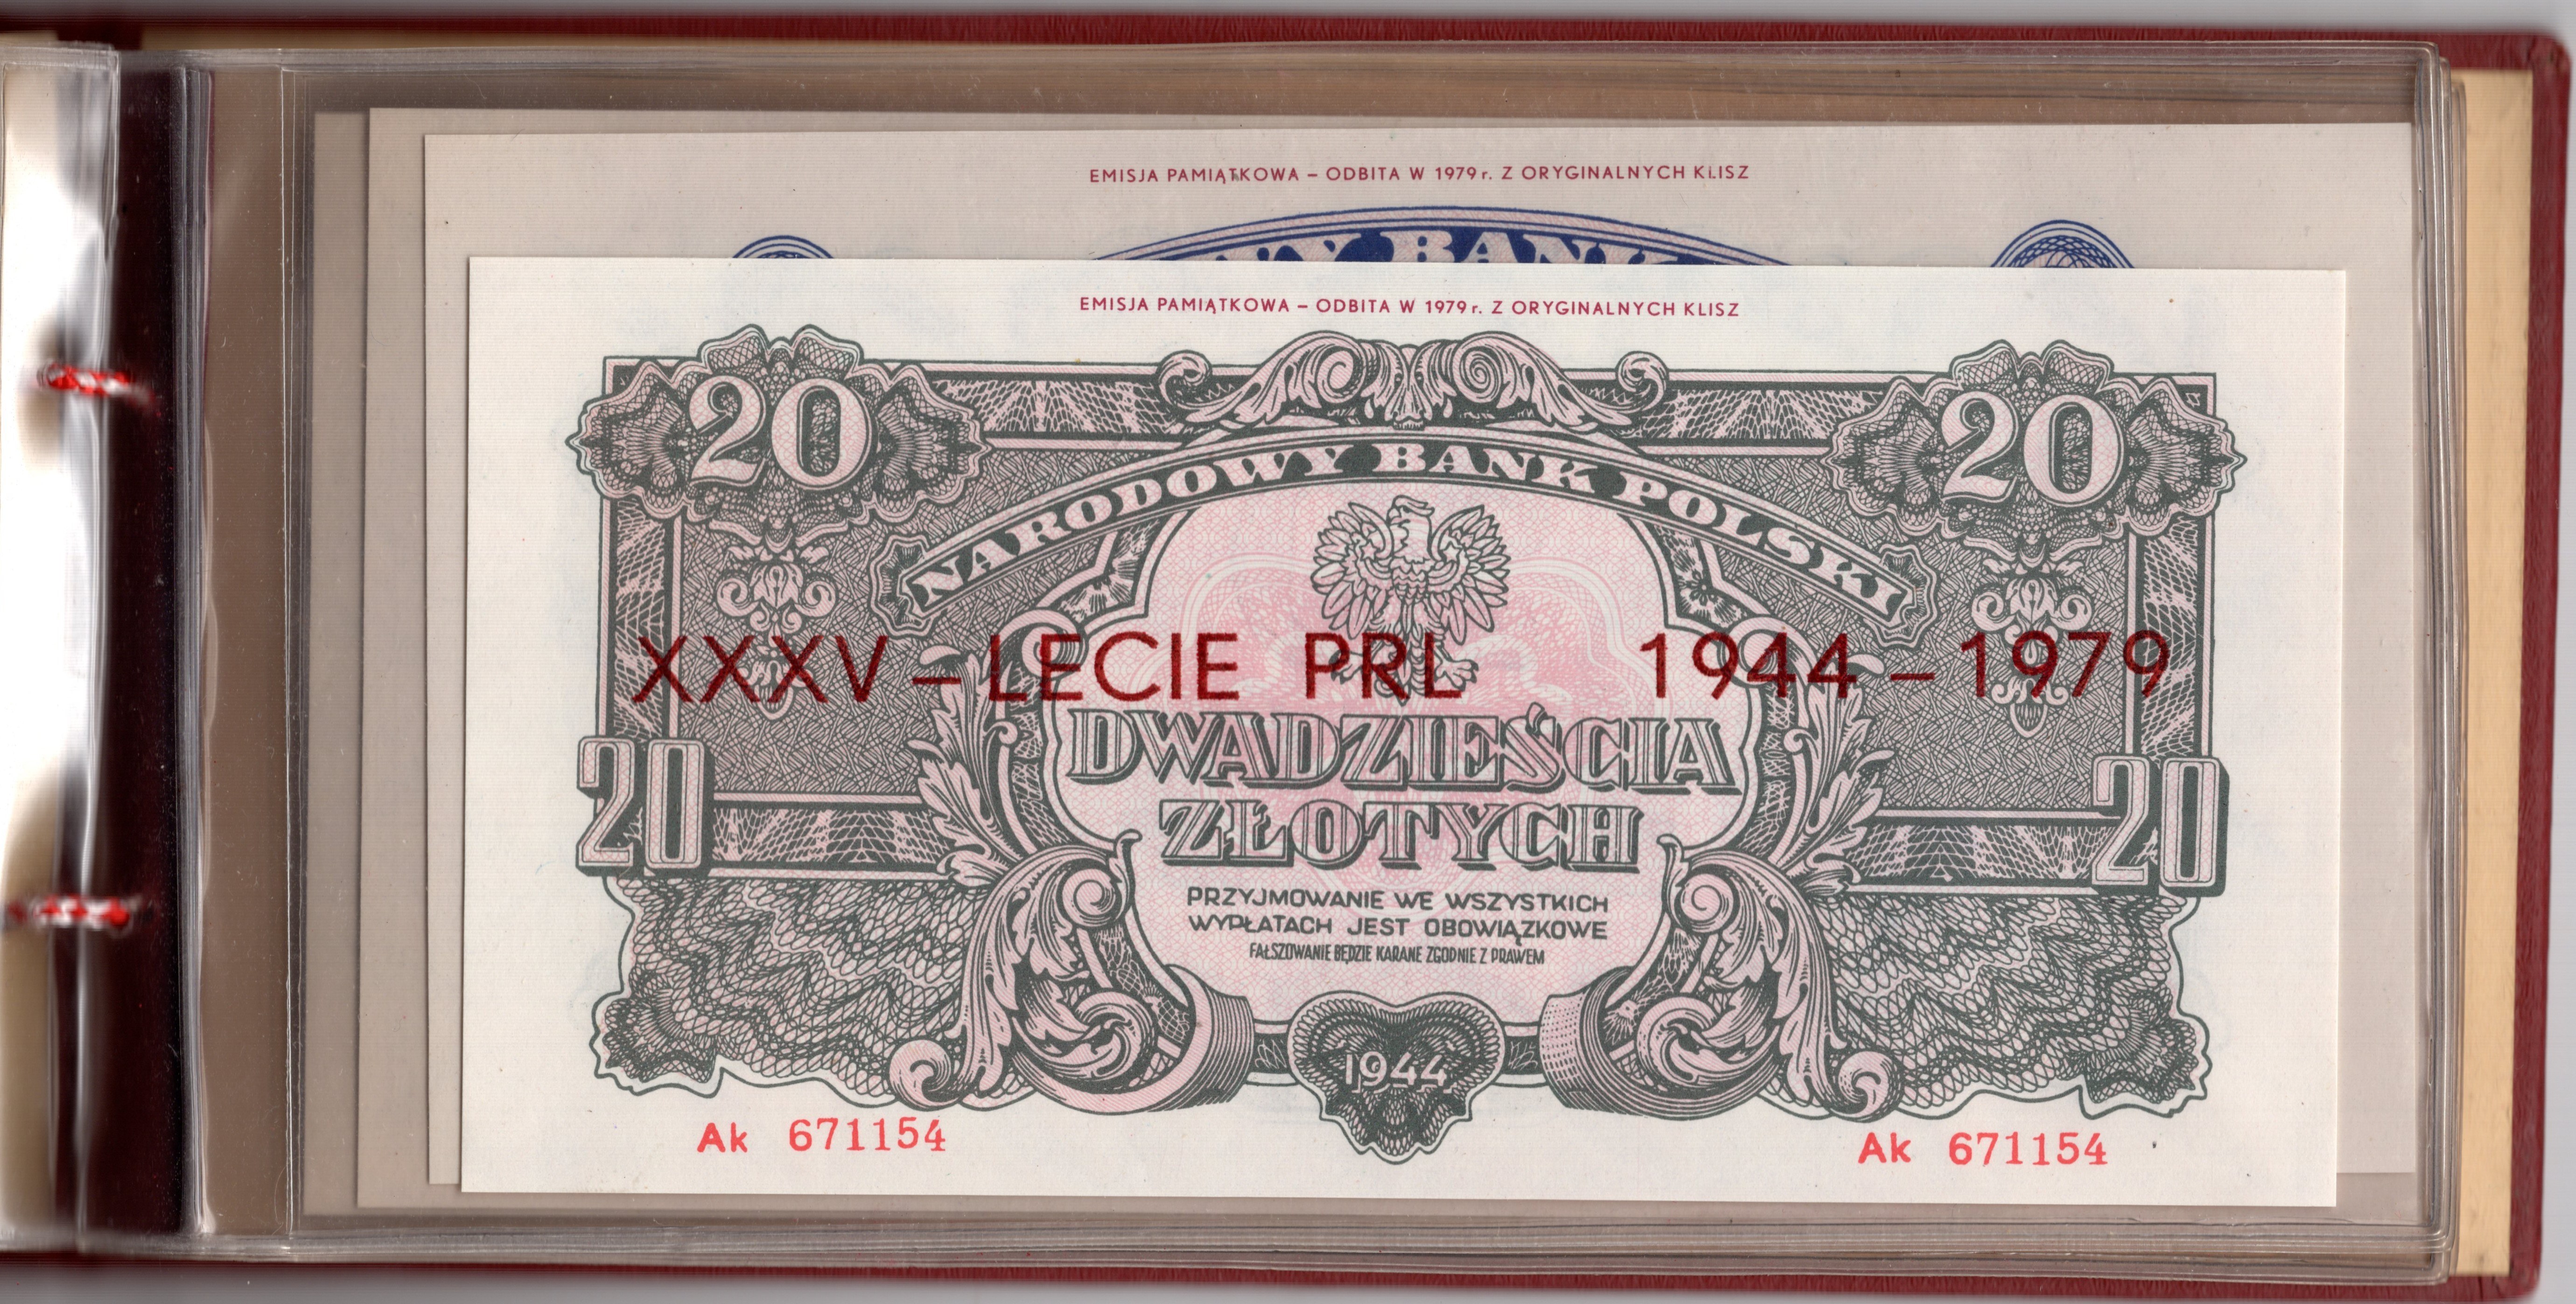 EMISJA PAMIĄTKOWA – ODBITA W 1979 r. Z ORYGINALNYCH KLISZ
BANK
EMISJA PAMIĄTKOWA – ODBITA W 1979 r. Z ORYGINALNYCH KLISZ
20 20
NARODOWY BANK POLSKI
XXXV – LECIE PRL 1944 – 1979
DWADZIEŚCIA
ZŁOTYCH
20 20
PRZYJMOWANIE WE WSZYSTKICH
WYPŁATACH JEST OBOWIĄZKOWE
FAŁSZOWANIE BĘDZIE KARANE ZGODNIE Z PRAWEM
1944
Ak 671154 Ak 671154